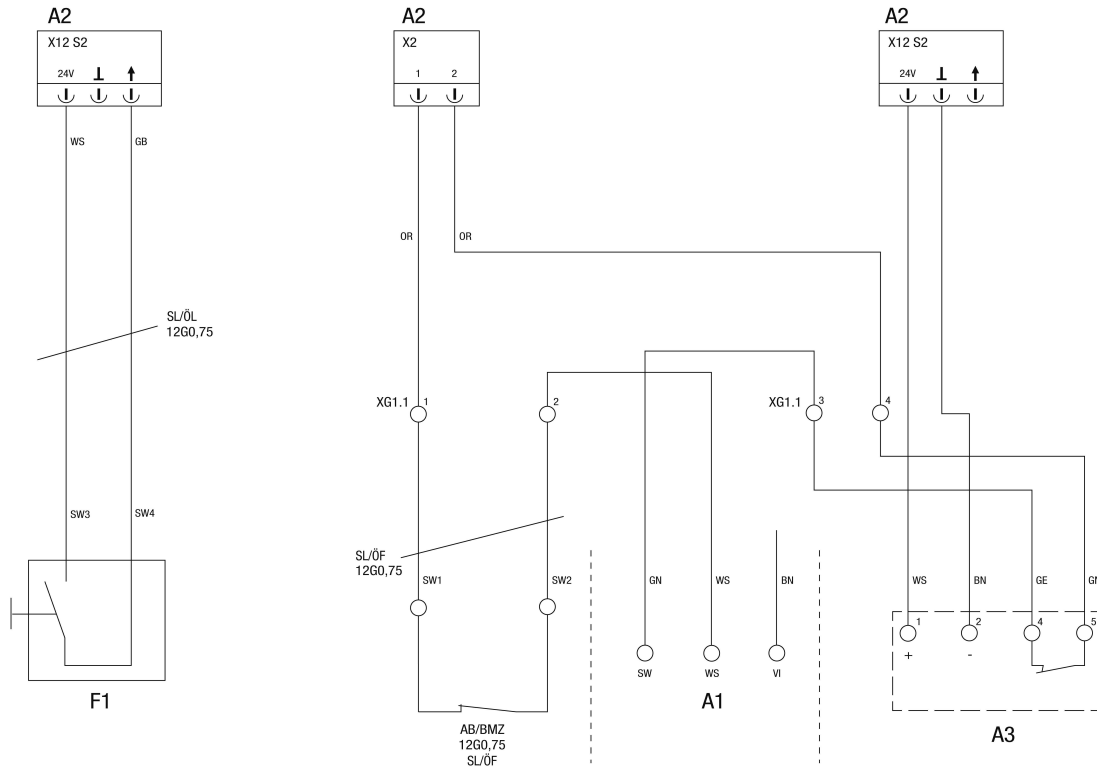 A2
X12 S2
24V
WS
GB
SL/ÖL
12G0,75
SW3
SW4
F1
A2
X2
1
2
OR
OR
XG1.1
1
2
SL/ÖF
12G0,75
SW1
SW2
AB/BMZ
12G0,75
SL/ÖF
GN
WS
BN
SW
WS
VI
A1
A2
X12 S2
24V
XG1.1
3
4
WS
BN
GE
1
2
4
5
+
-
A3